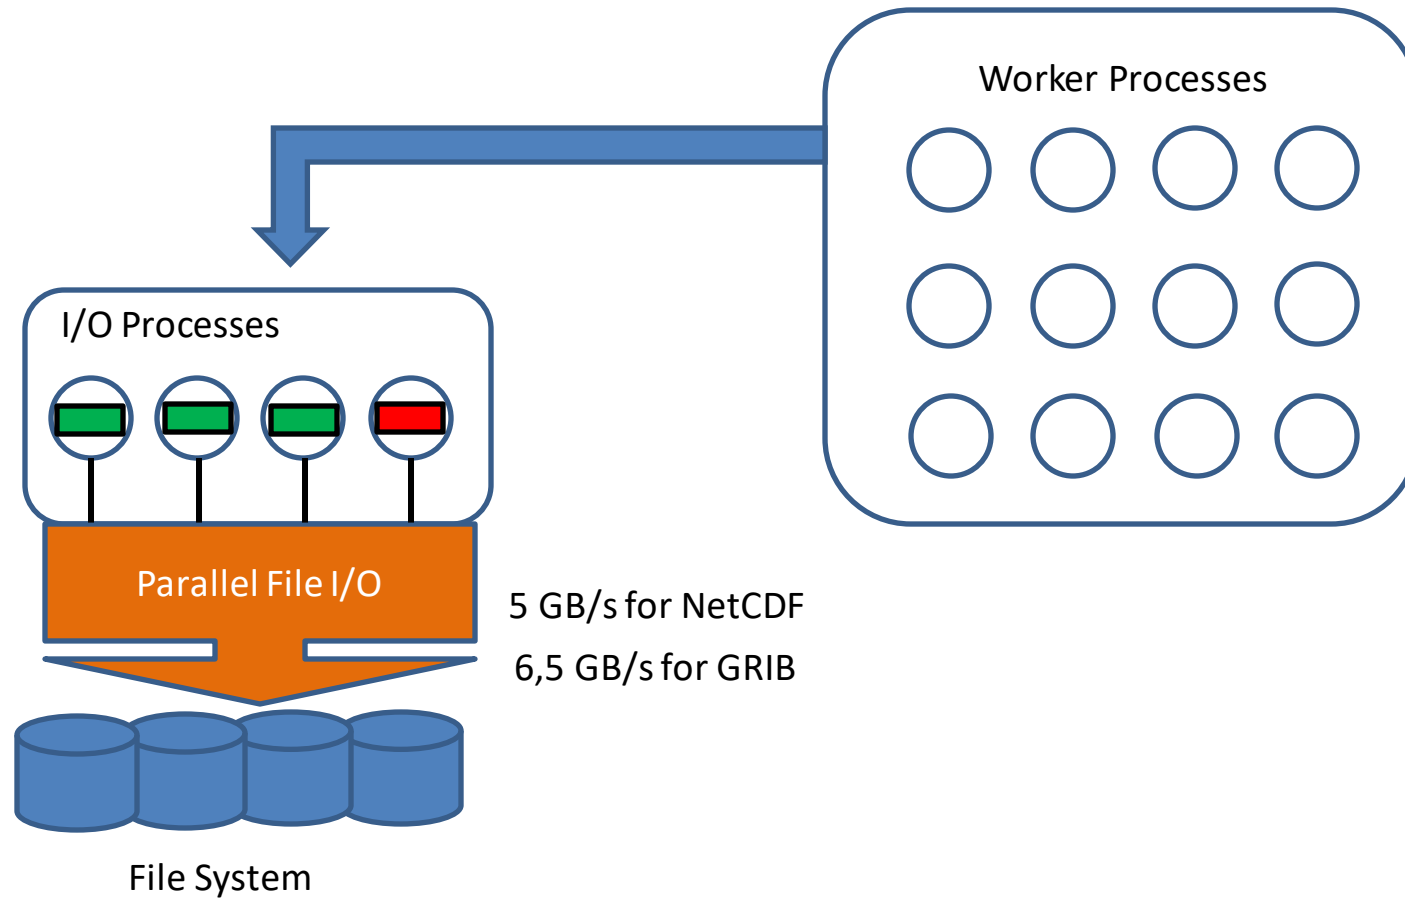 Worker Processes
I/O Processes
Parallel File I/O
5 GB/s for NetCDF
6,5 GB/s for GRIB
File System